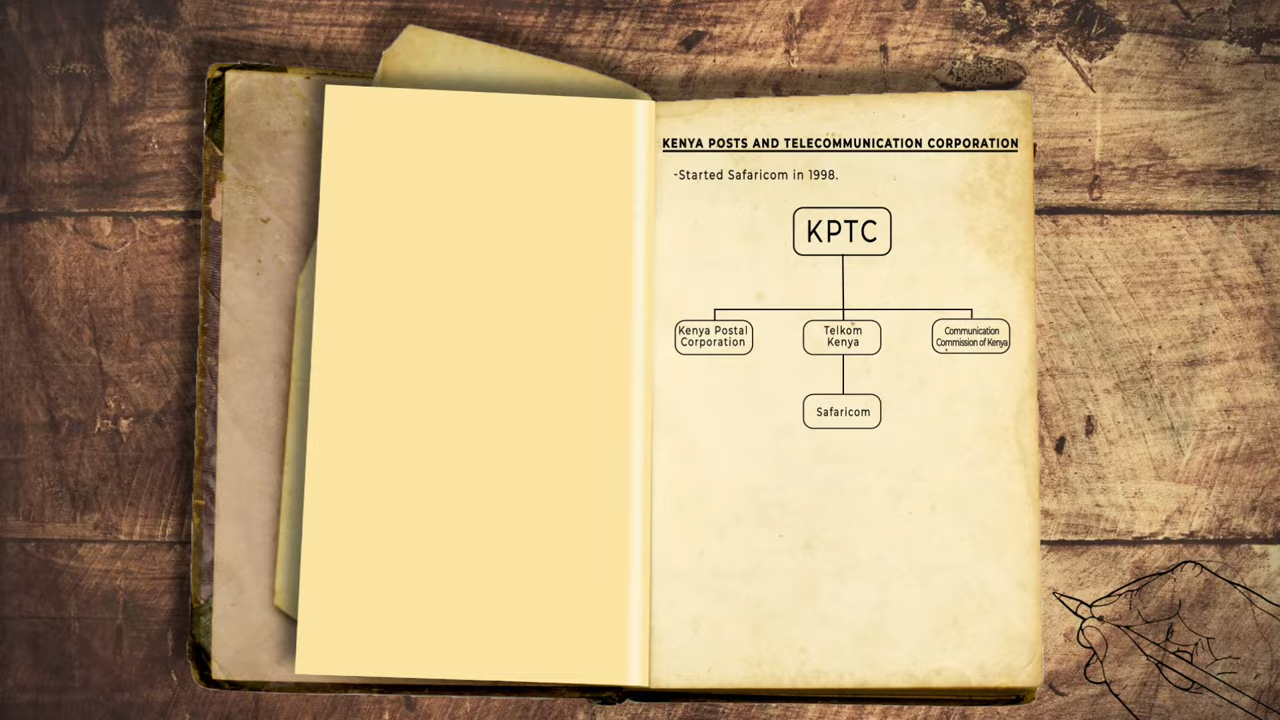 KENYA POSTS AND TELECOMMUNICATION CORPORATION
-Started Safaricom in 1998.
KPTC
Kenya Postal
Corporation
Telkom
Kenya
Communication
Commission of Kenya
Safaricom